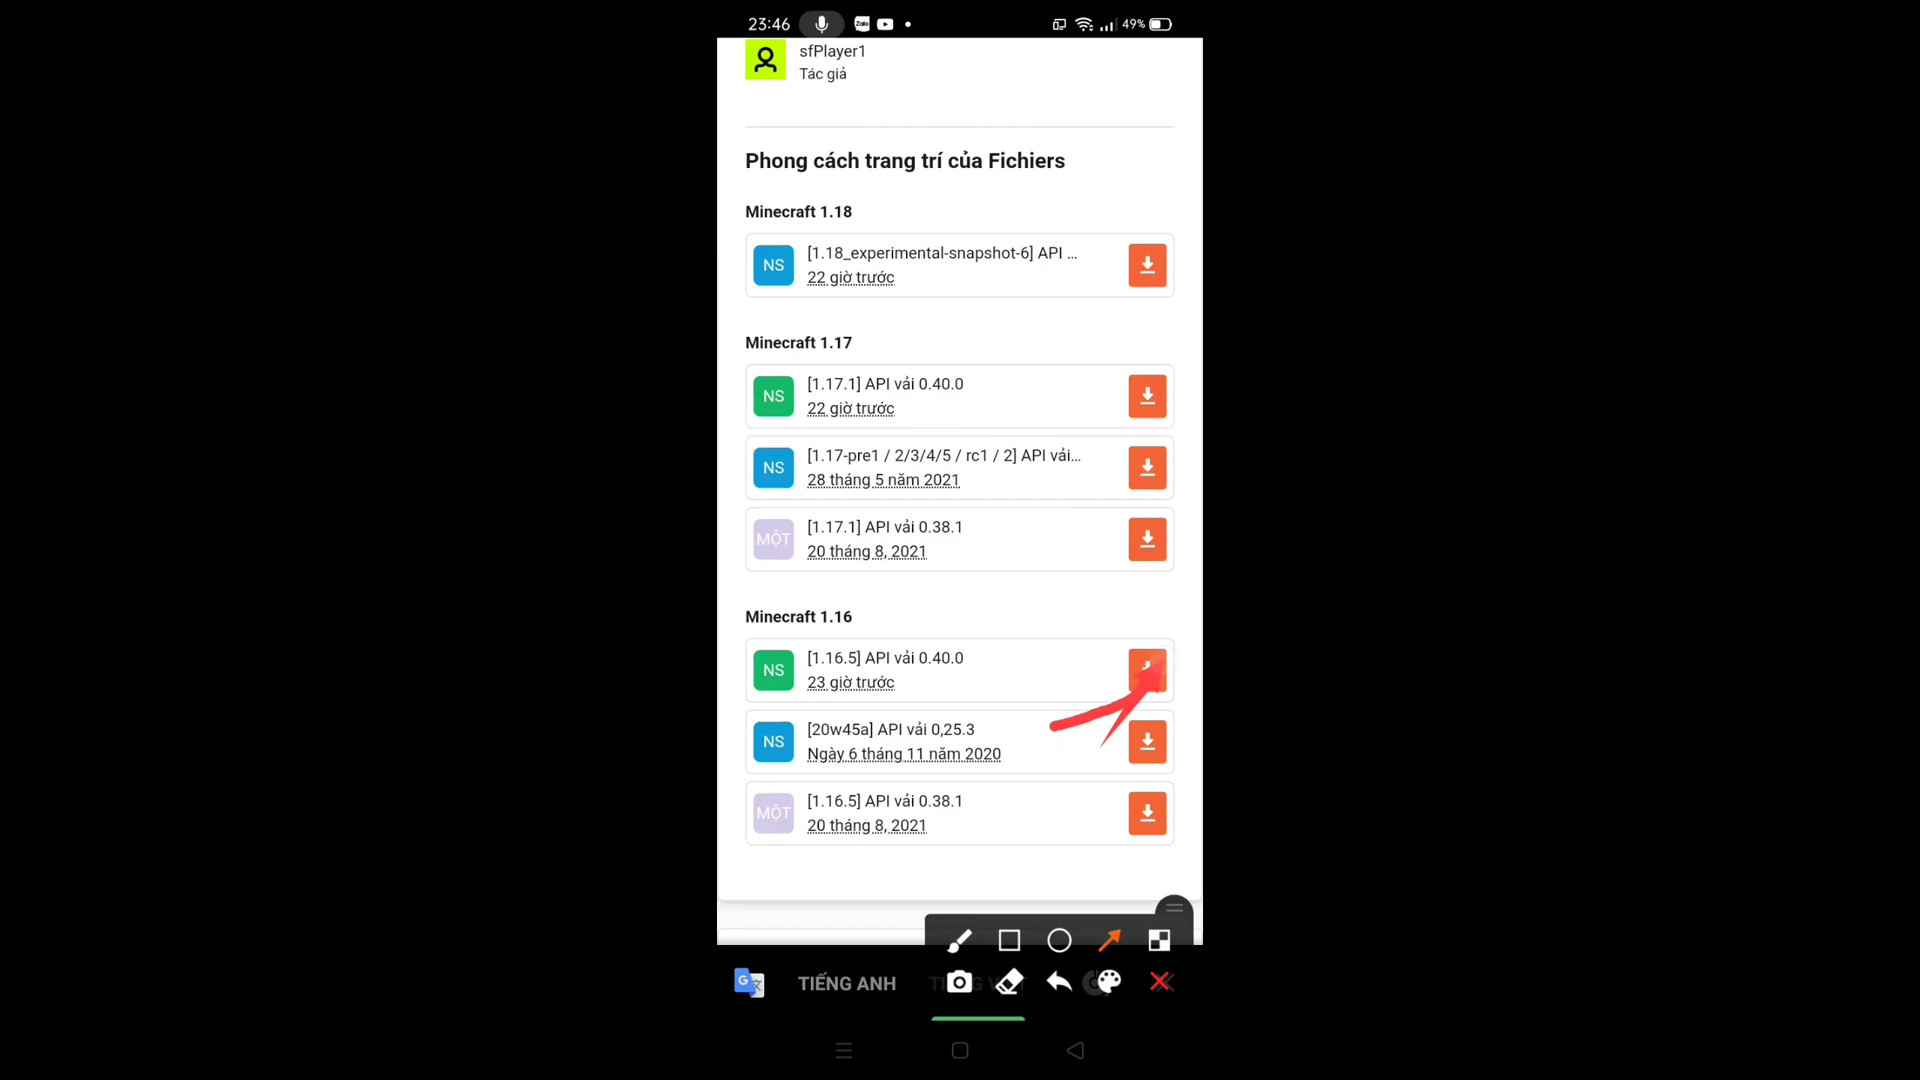 23:46 Zalo 49%
sfPlayer1
Tác giả
Phong cách trang trí của Fichiers
Minecraft 1.18
NS [1.18_experimental-snapshot-6] API ...
22 giờ trước
Minecraft 1.17
NS [1.17.1] API vải 0.40.0
22 giờ trước
NS [1.17-pre1 / 2/3/4/5 / rc1 / 2] API vải...
28 tháng 5 năm 2021
MỘT [1.17.1] API vải 0.38.1
20 tháng 8, 2021
Minecraft 1.16
NS [1.16.5] API vải 0.40.0
23 giờ trước
NS [20w45a] API vải 0,25.3
Ngày 6 tháng 11 năm 2020
MỘT [1.16.5] API vải 0.38.1
20 tháng 8, 2021
TIẾNG ANH